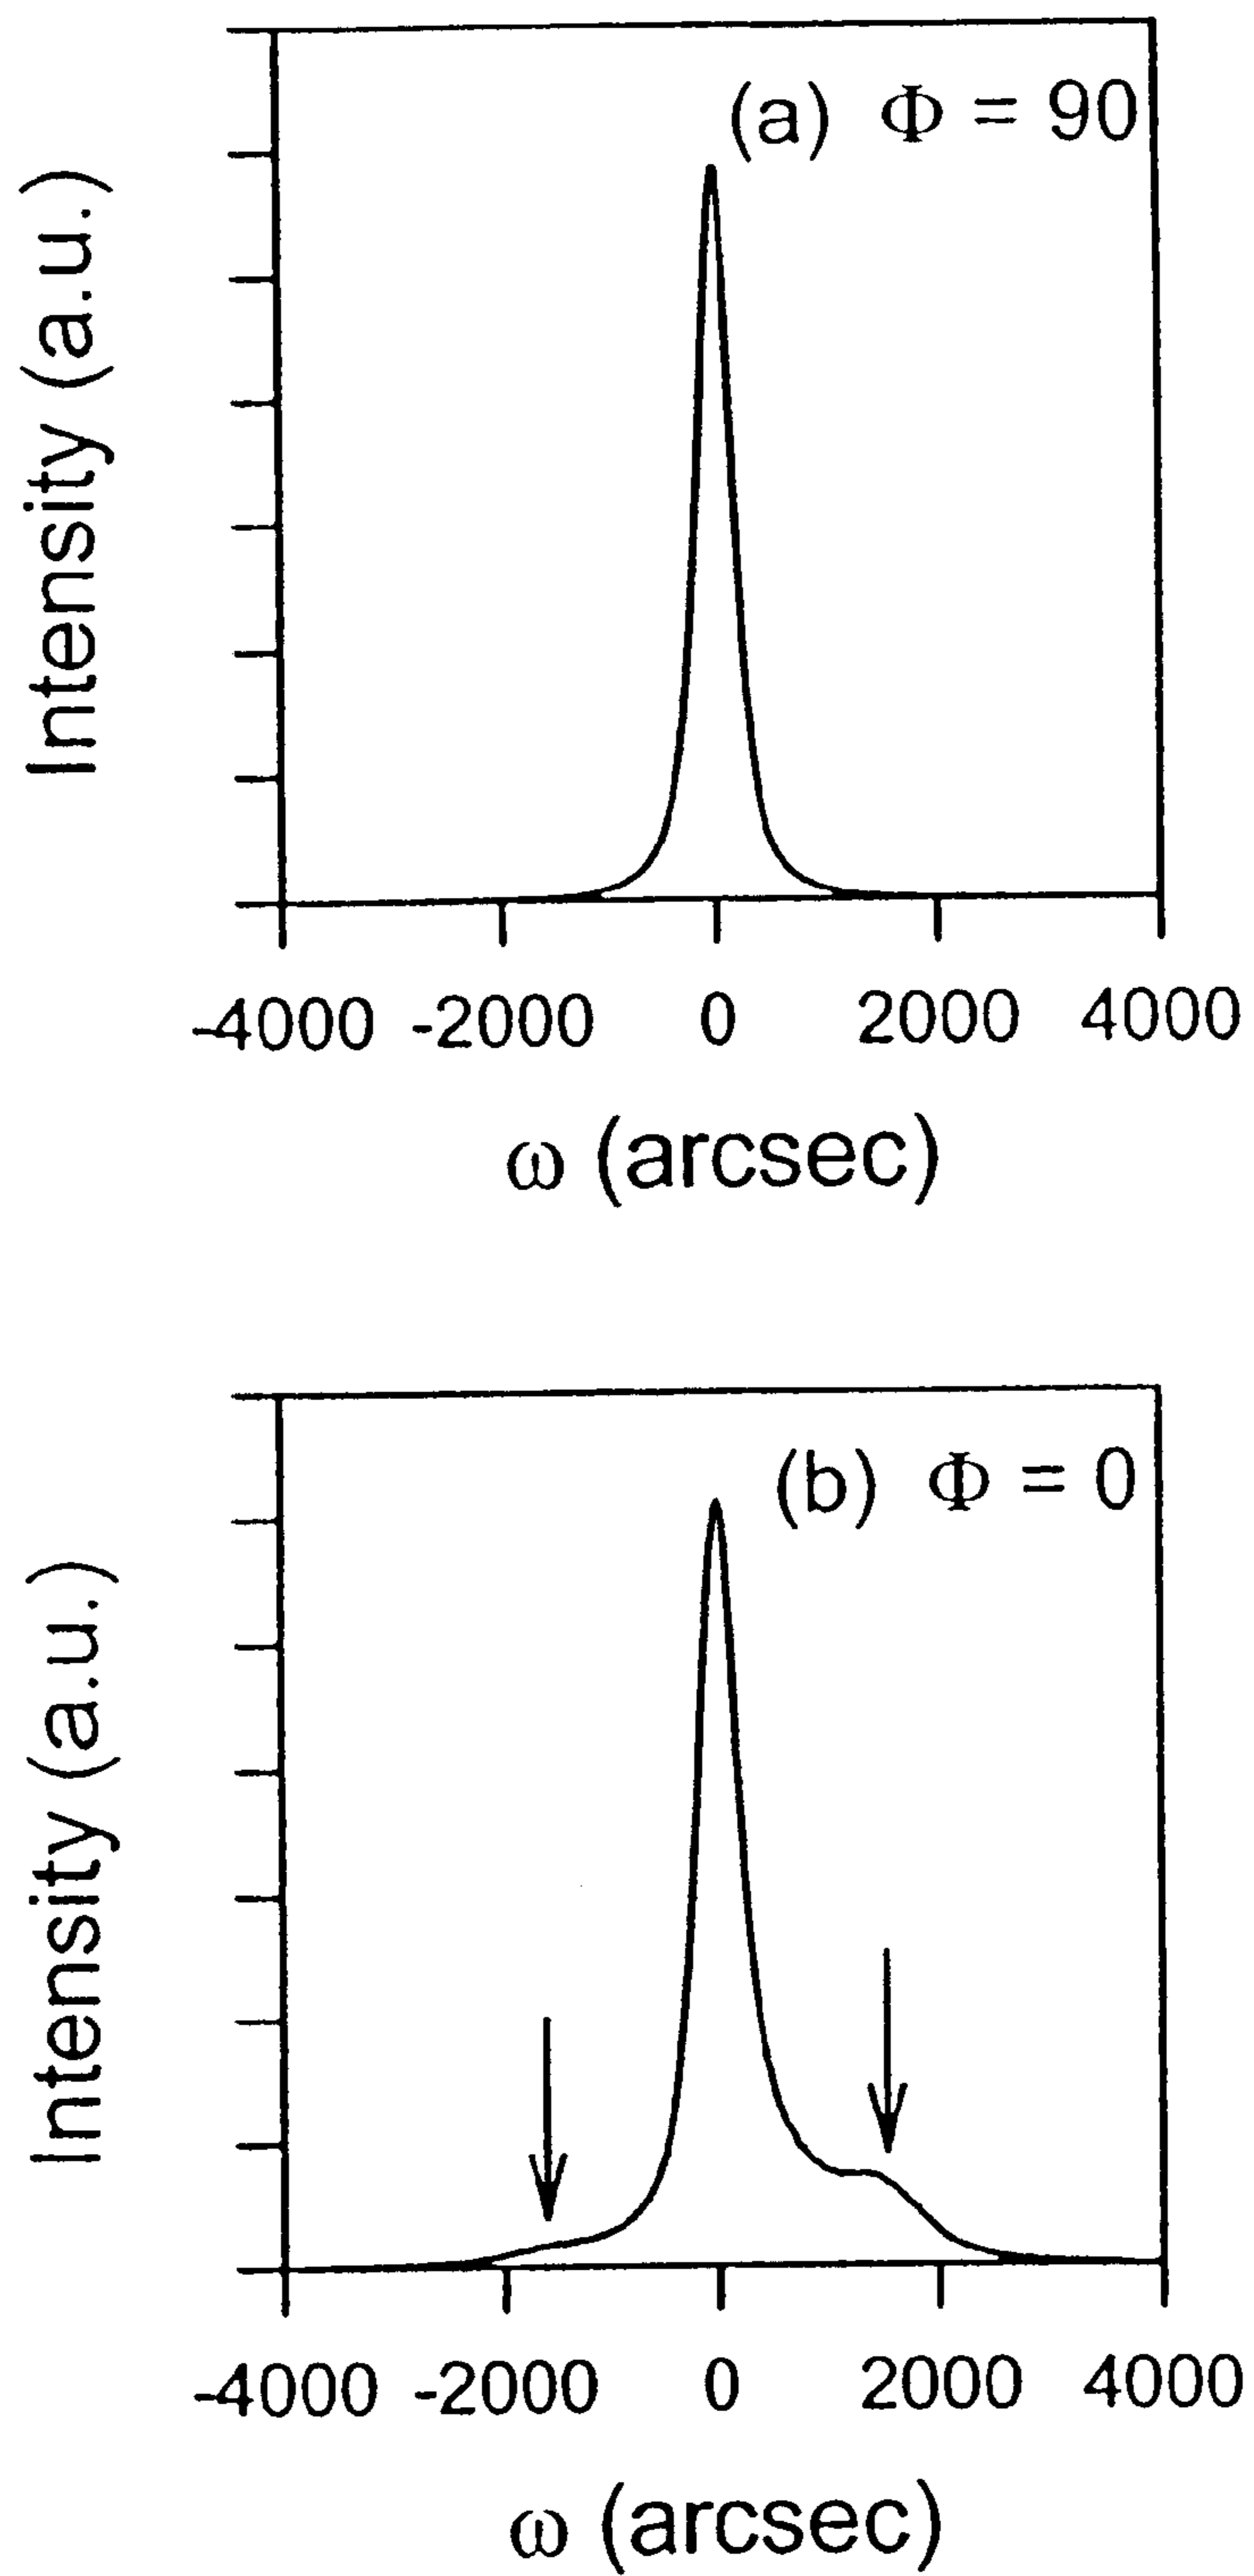 (a) Φ = 90
Intensity (a.u.)
-4000 -2000 0 2000 4000
ω (arcsec)
(b) Φ = 0
Intensity (a.u.)
-4000 -2000 0 2000 4000
ω (arcsec)